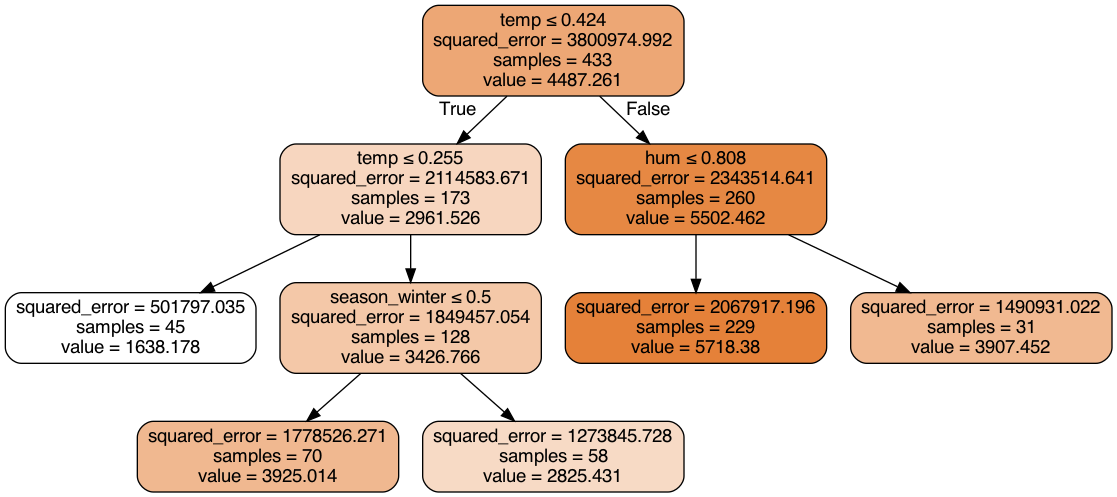 temp ≤ 0.424
squared_error = 3800974.992
samples = 433
value = 4487.261
True
False
temp ≤ 0.255
squared_error = 2114583.671
samples = 173
value = 2961.526
hum ≤ 0.808
squared_error = 2343514.641
samples = 260
value = 5502.462
squared_error = 501797.035
samples = 45
value = 1638.178
season_winter ≤ 0.5
squared_error = 1849457.054
samples = 128
value = 3426.766
squared_error = 2067917.196
samples = 229
value = 5718.38
squared_error = 1490931.022
samples = 31
value = 3907.452
squared_error = 1778526.271
samples = 70
value = 3925.014
squared_error = 1273845.728
samples = 58
value = 2825.431